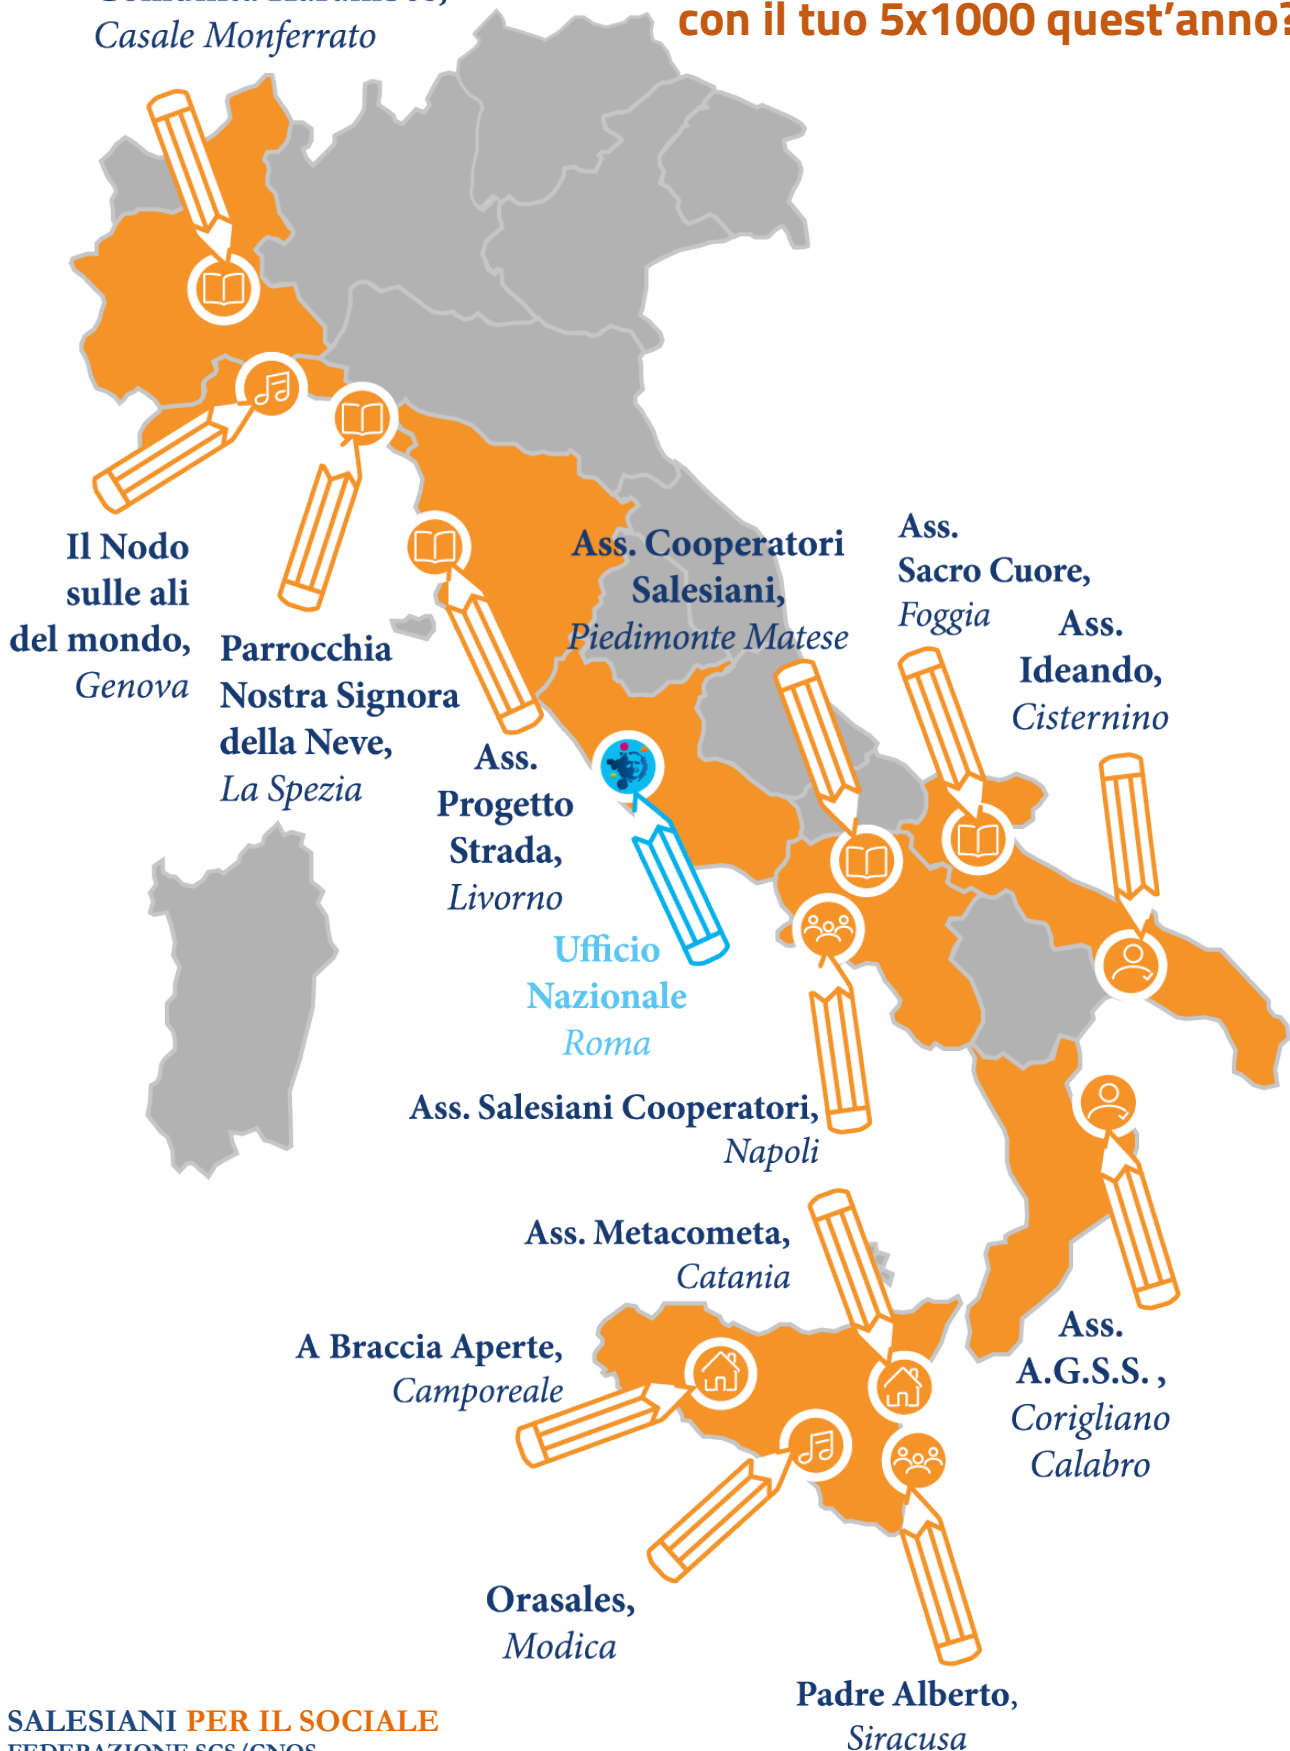 Casale Monferrato
con il tuo 5x1000 quest'anno?
Il Nodo
sulle ali
del mondo,
Genova
Parrocchia
Nostra Signora
della Neve,
La Spezia
Ass.
Progetto
Strada,
Livorno
Ass. Cooperatori
Salesiani,
Piedimonte Matese
Ass.
Sacro Cuore,
Foggia
Ass.
Ideando,
Cisternino
Ufficio
Nazionale
Roma
Ass. Salesiani Cooperatori,
Napoli
Ass. Metacometa,
Catania
A Braccia Aperte,
Camporeale
Ass.
A.G.S.S. ,
Corigliano
Calabro
Orasales,
Modica
Padre Alberto,
Siracusa
SALESIANI PER IL SOCIALE
FEDERAZIONE SCS/CNOS